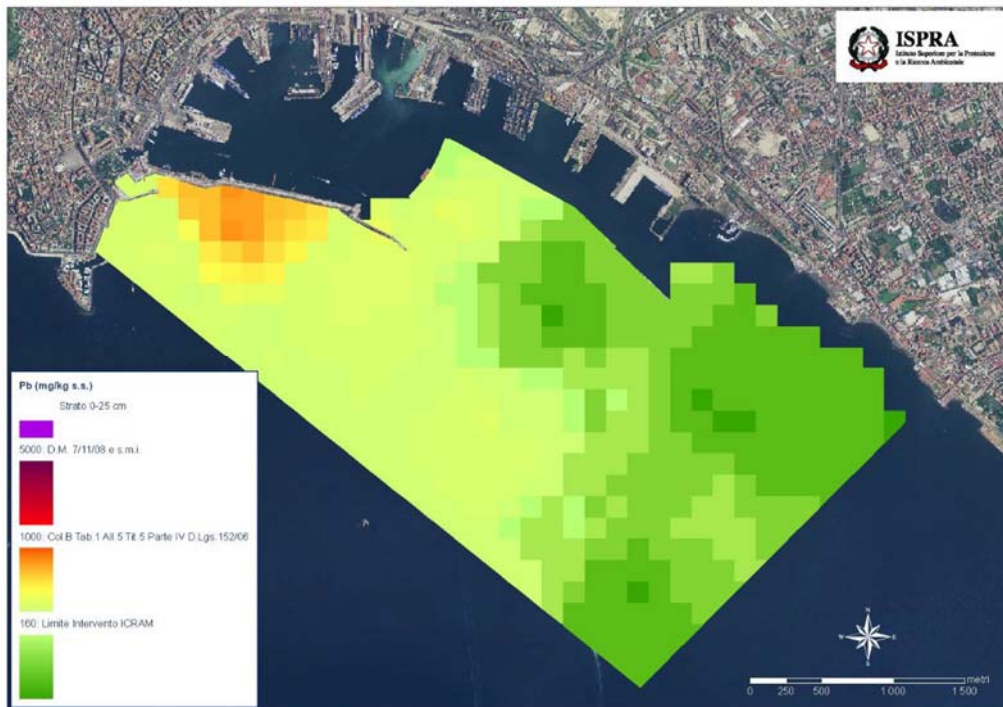 ISPRA
Istituto Superiore per la Protezione
e la Ricerca Ambientale
Pb (mg/kg s.s.)
Strato 0-25 cm
5000: D.M. 7/11/08 e s.m.i.
1000: Col.B Tab.1 All.5 Tit.5 Parte IV D.Lgs.152/06
160: Limite Intervento ICRAM
N
W E
S
metri
0 250 500 1 000 1 500